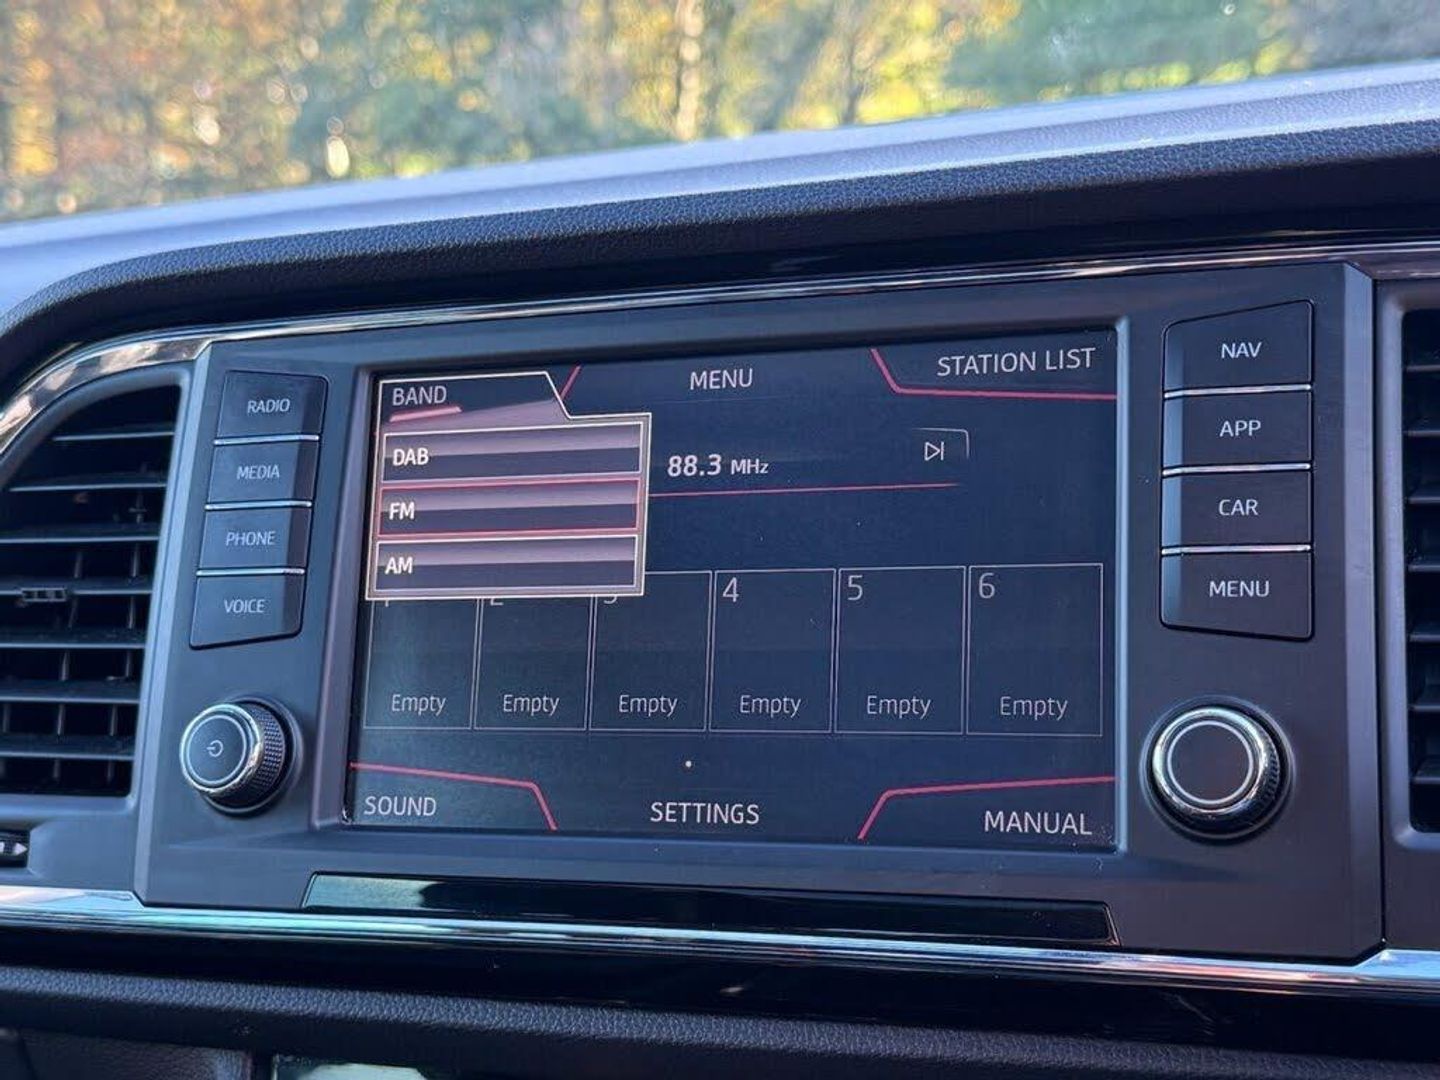 RADIO
MEDIA
PHONE
VOICE
BAND
MENU
STATION LIST
DAB
FM
AM
88.3 MHz
4
5
6
Empty
Empty
Empty
Empty
Empty
Empty
SOUND
SETTINGS
MANUAL
NAV
APP
CAR
MENU